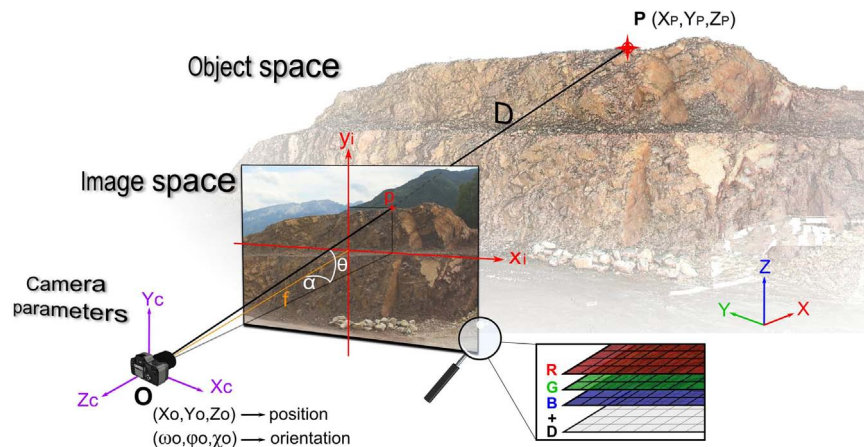 P (XP,YP,ZP)
Object space
D
yi
Image space
p
xi
θ
α
f
Camera
parameters
Yc
Z
Y
X
O
Xc
Zc
(Xo,Yo,Zo) → position
(ωo,φo,χo) → orientation
R
G
B
+
D